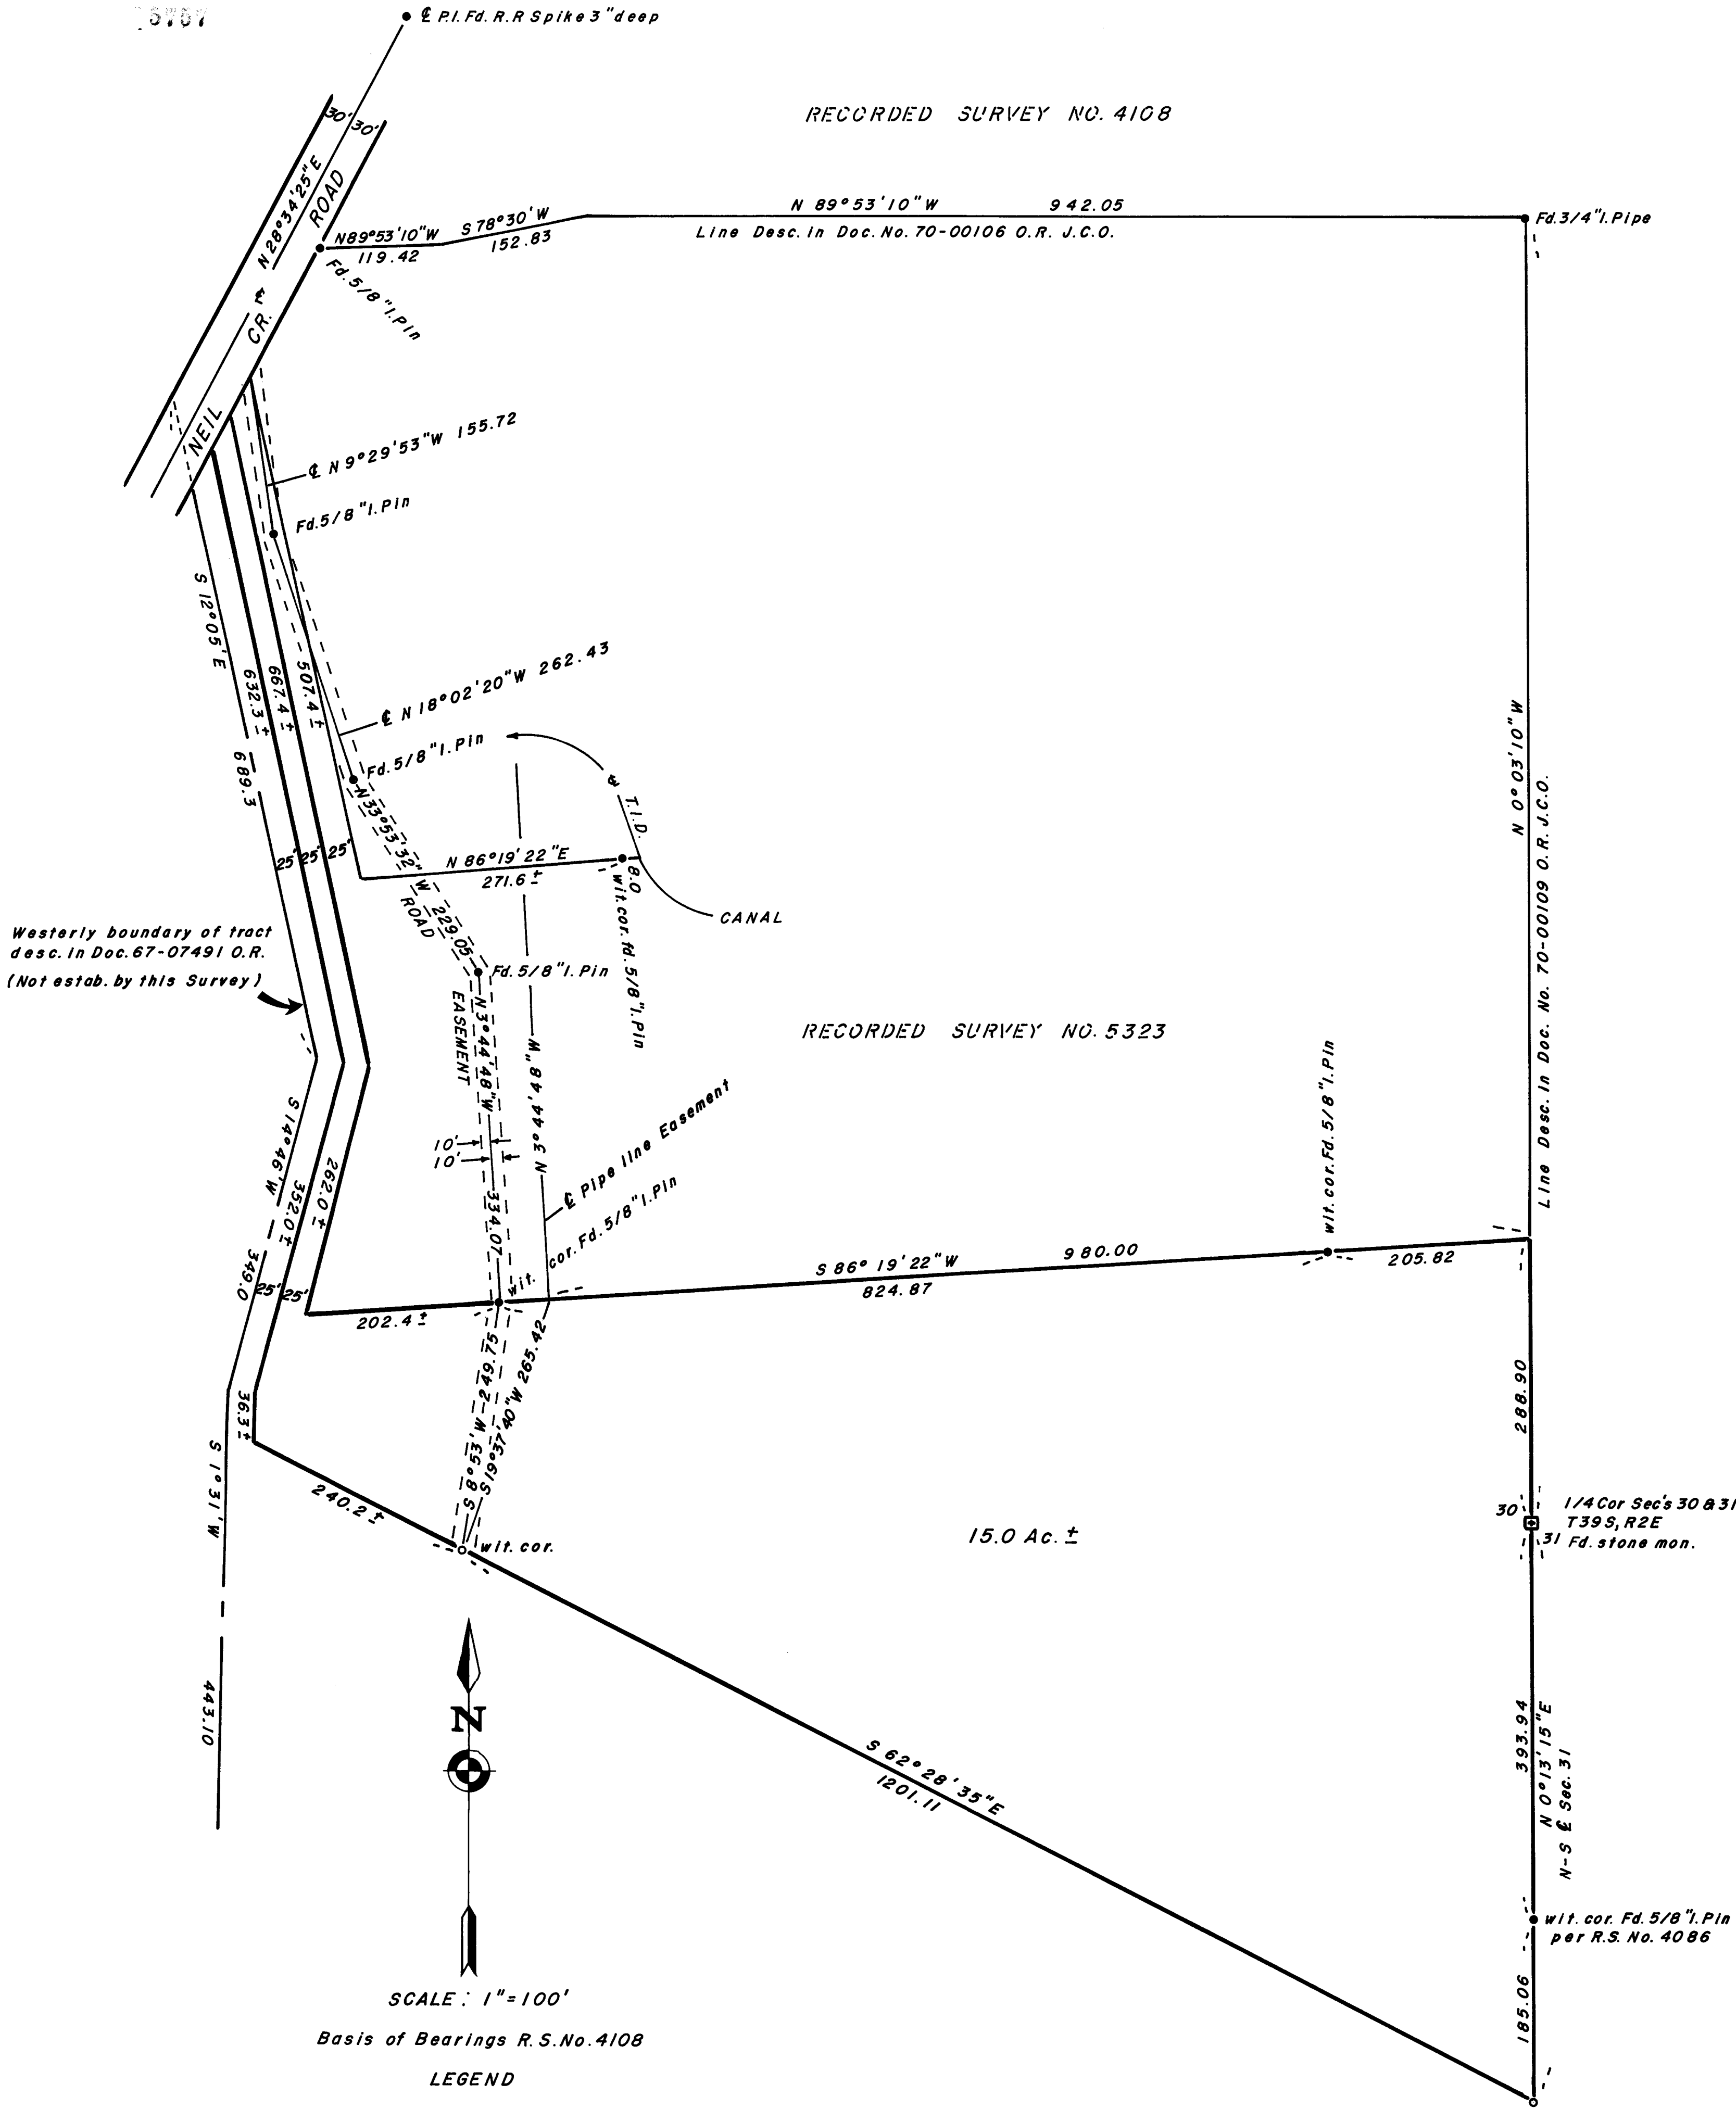 5757
℄ P.I. Fd. R.R Spike 3" deep
RECORDED SURVEY NO. 4108
30' 30'
N 28°34'25"E
NEIL CR. ℄ ROAD
N89°53'10"W
119.42
S 78°30'W
152.83
N 89°53'10"W 942.05
Line Desc. in Doc. No. 70-00106 O.R. J.C.O.
Fd. 3/4" I. Pipe
Fd. 5/8" I. Pin
℄ N 9°29'53"W 155.72
Fd. 5/8" I. Pin
S 12°05'E
689.3
632.3 ±
667.4 ±
507.4 ±
℄ N 18°02'20"W 262.43
Fd. 5/8" I. Pin
℄ T.I.D.
CANAL
N 0°03'10"W
Line Desc. in Doc. No. 70-00109 O.R. J.C.O.
25' 25' 25'
N 86°19'22"E
271.6 ±
8.0
wit. cor. fd. 5/8" I. Pin
N 33°53'32"W 229.05
ROAD
EASEMENT
Westerly boundary of tract
desc. in Doc. 67-07491 O.R.
(Not estab. by this Survey)
Fd. 5/8" I. Pin
N 3°44'48"W
334.07
N 3°44'48"W
RECORDED SURVEY NO. 5323
10'
10'
℄ Pipe line Easement
wit. cor. Fd. 5/8" I. Pin
wit. cor. Fd. 5/8" I. Pin
S 14°46'W
349.0
352.0 ±
262.0 ±
25' 25'
202.4 ±
S 86°19'22"W 980.00
824.87
205.82
36.3 ±
S 8°53'W 249.75
S 19°37'40"W 265.42
S 1°31'W
443.10
240.2 ±
wit. cor.
15.0 Ac. ±
288.90
30
31
1/4 Cor Sec's 30 & 31
T39S, R2E
Fd. stone mon.
S 62°28'35"E
1201.11
393.94
N 0°13'15"E
N-S ℄ Sec. 31
wit. cor. Fd. 5/8" I. Pin
per R.S. No. 4086
185.06
N
SCALE: 1"=100'
Basis of Bearings R.S. No. 4108
LEGEND